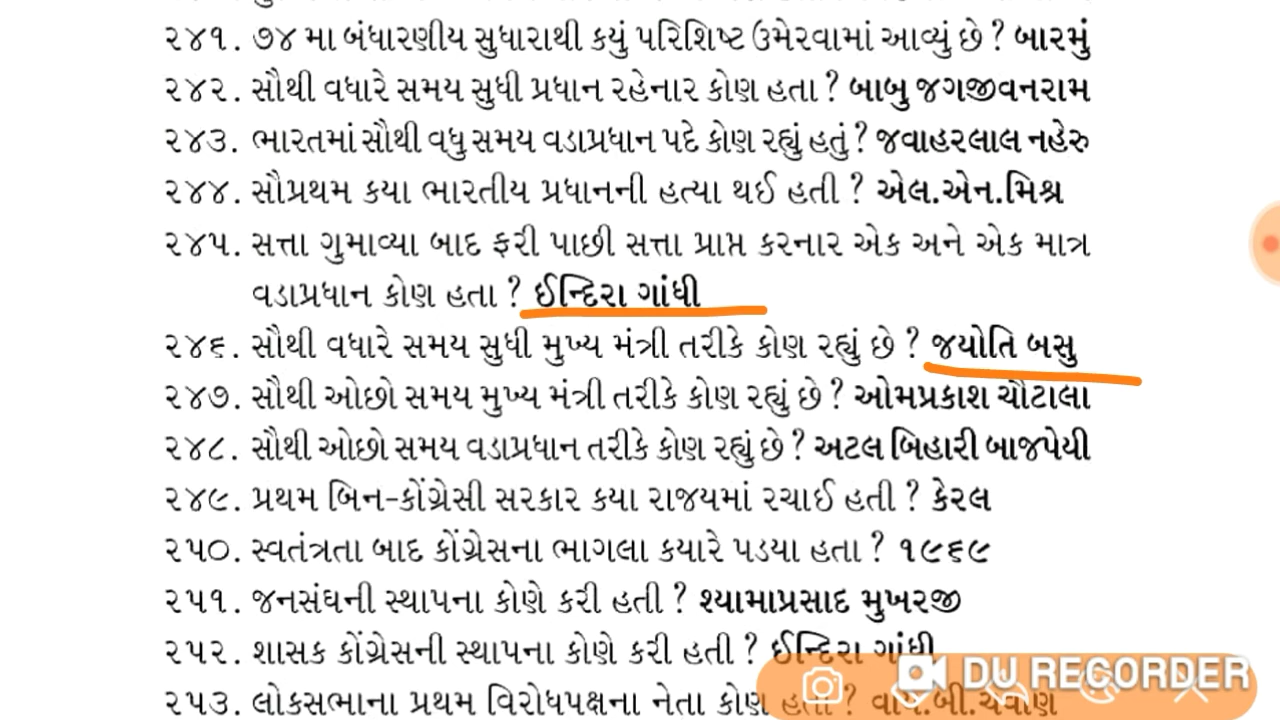 ૨૪૧. ૭૪ મા બંધારણીય સુધારાથી કયું પરિશિષ્ટ ઉમેરવામાં આવ્યું છે ? બારમું
૨૪૨. સૌથી વધારે સમય સુધી પ્રધાન રહેનાર કોણ હતા ? બાબુ જગજીવનરામ
૨૪૩. ભારતમાં સૌથી વધુ સમય વડાપ્રધાન પદે કોણ રહ્યું હતું ? જવાહરલાલ નહેરુ
૨૪૪. સૌપ્રથમ કયા ભારતીય પ્રધાનની હત્યા થઈ હતી ? એલ.એન.મિશ્ર
૨૪૫. સત્તા ગુમાવ્યા બાદ ફરી પાછી સત્તા પ્રાપ્ત કરનાર એક અને એક માત્ર
વડાપ્રધાન કોણ હતા ? ઈન્દિરા ગાંધી
૨૪૬. સૌથી વધારે સમય સુધી મુખ્ય મંત્રી તરીકે કોણ રહ્યું છે ? જયોતિ બસુ
૨૪૭. સૌથી ઓછો સમય મુખ્ય મંત્રી તરીકે કોણ રહ્યું છે ? ઓમપ્રકાશ ચૌટાલા
૨૪૮. સૌથી ઓછો સમય વડાપ્રધાન તરીકે કોણ રહ્યું છે ? અટલ બિહારી બાજપેયી
૨૪૯. પ્રથમ બિન-કોંગ્રેસી સરકાર કયા રાજયમાં રચાઈ હતી ? કેરલ
૨૫૦. સ્વતંત્રતા બાદ કોંગ્રેસના ભાગલા કયારે પડયા હતા ? ૧૯૬૯
૨૫૧. જનસંઘની સ્થાપના કોણે કરી હતી ? શ્યામાપ્રસાદ મુખરજી
૨૫૨. શાસક કોંગ્રેસની સ્થાપના કોણે કરી હતી ? ઈન્દિરા ગાંધી
DU RECORDER
૨૫૩. લોકસભાના પ્રથમ વિરોધપક્ષના નેતા કોણ હતા ? વાય.બી.ચવાણ